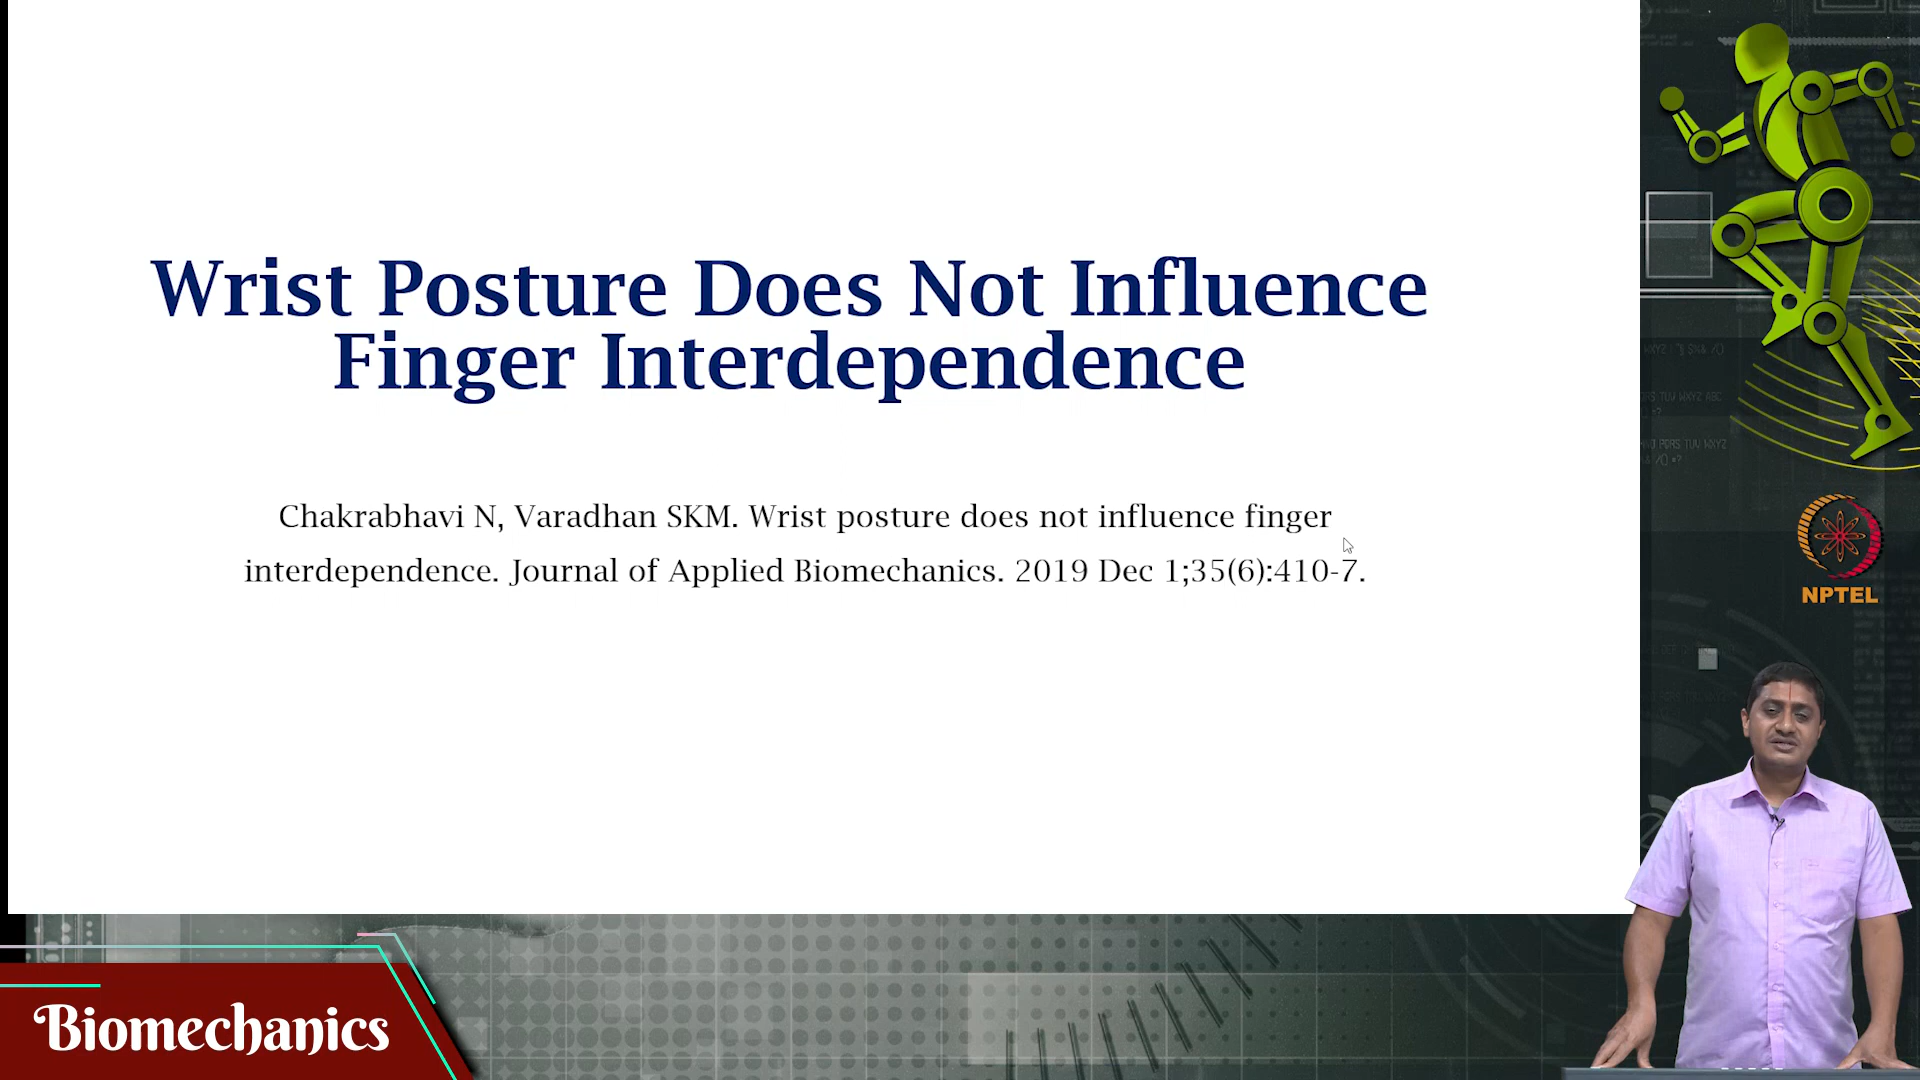 Wrist Posture Does Not Influence
Finger Interdependence
Chakrabhavi N, Varadhan SKM. Wrist posture does not influence finger
interdependence. Journal of Applied Biomechanics. 2019 Dec 1;35(6):410-7.
NPTEL
Biomechanics